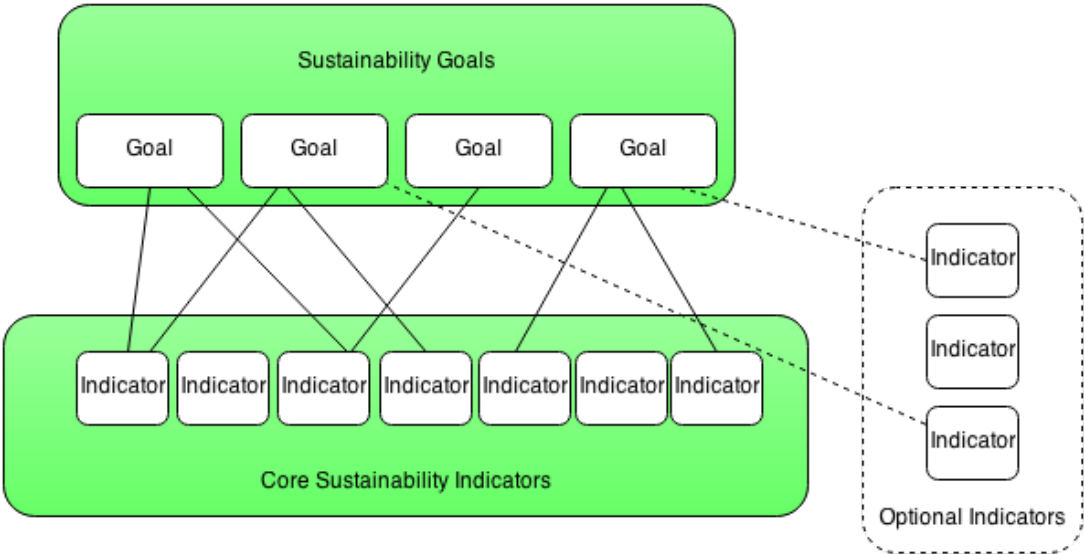 Sustainability Goals
Goal Goal Goal Goal
Indicator
Indicator
Indicator
Indicator Indicator Indicator Indicator Indicator Indicator Indicator
Core Sustainability Indicators
Optional Indicators